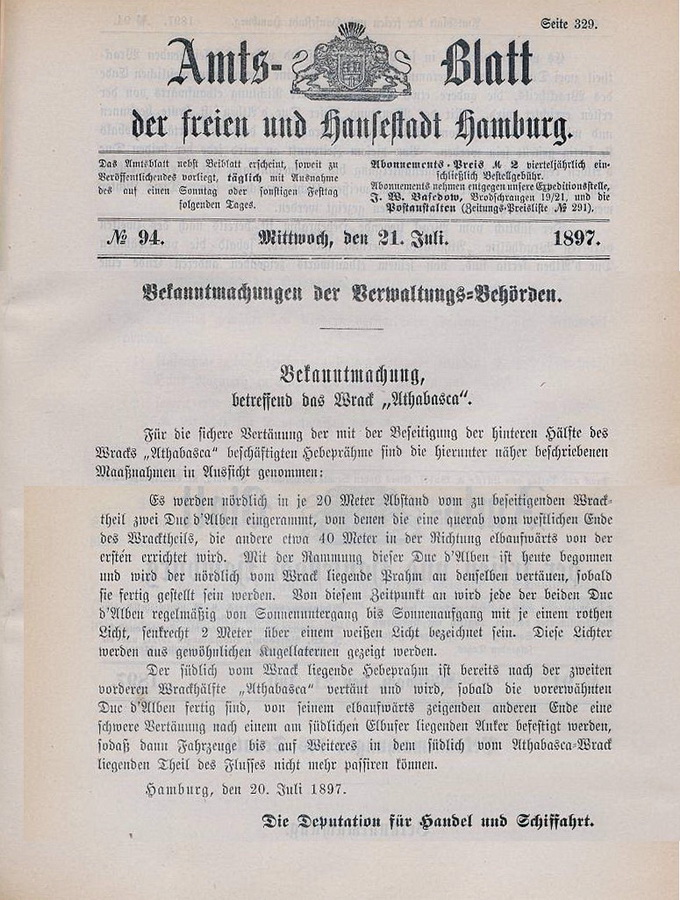 Seite 329.
Amts-Blatt
der freien und Hansestadt Hamburg.
Das Amtsblatt nebst Beiblatt erscheint, soweit zu
Veröffentlichendes vorliegt, täglich mit Ausnahme
des auf einen Sonntag oder sonstigen Festtag
folgenden Tages.
Abonnements-Preis ℳ 2 vierteljährlich ein-
schließlich Bestellgebühr.
Abonnements nehmen entgegen unsere Expeditionsstelle,
J. W. Basedow, Brodschrangen 19/21, und die
Postanstalten (Zeitungs-Preisliste № 291).
№ 94. Mittwoch, den 21. Juli. 1897.
Bekanntmachungen der Verwaltungs-Behörden.
Bekanntmachung,
betreffend das Wrack „Athabasca“.
Für die sichere Vertäuung der mit der Beseitigung der hinteren Hälfte des
Wracks „Athabasca“ beschäftigten Hebeprähme sind die hierunter näher beschriebenen
Maaßnahmen in Aussicht genommen:
Es werden nördlich in je 20 Meter Abstand vom zu beseitigenden Wrack-
theil zwei Duc d'Alben eingerammt, von denen die eine querab vom westlichen Ende
des Wracktheils, die andere etwa 40 Meter in der Richtung elbaufwärts von der
ersten errichtet wird. Mit der Rammung dieser Duc d'Alben ist heute begonnen
und wird der nördlich vom Wrack liegende Prahm an denselben vertäuen, sobald
sie fertig gestellt sein werden. Von diesem Zeitpunkt an wird jede der beiden Duc
d'Alben regelmäßig von Sonnenuntergang bis Sonnenaufgang mit je einem rothen
Licht, senkrecht 2 Meter über einem weißen Licht bezeichnet sein. Diese Lichter
werden aus gewöhnlichen Kugellaternen gezeigt werden.
Der südlich vom Wrack liegende Hebeprahm ist bereits nach der zweiten
vorderen Wrackhälfte „Athabasca“ vertäut und wird, sobald die vorerwähnten
Duc d'Alben fertig sind, von seinem elbaufwärts zeigenden anderen Ende eine
schwere Vertäuung nach einem am südlichen Elbufer liegenden Anker befestigt werden,
sodaß dann Fahrzeuge bis auf Weiteres in dem südlich vom Athabasca-Wrack
liegenden Theil des Flusses nicht mehr passiren können.
Hamburg, den 20. Juli 1897.
Die Deputation für Handel und Schiffahrt.